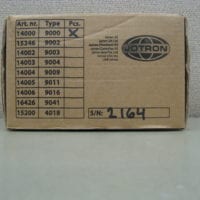 Art. nr. Type Pcs.
14000 9000 X
15346 9002
14002 9003
14003 9004
14004 9009
14005 9011
14006 9016
16426 9041
15200 4018
JOTRON
S/N: 2164